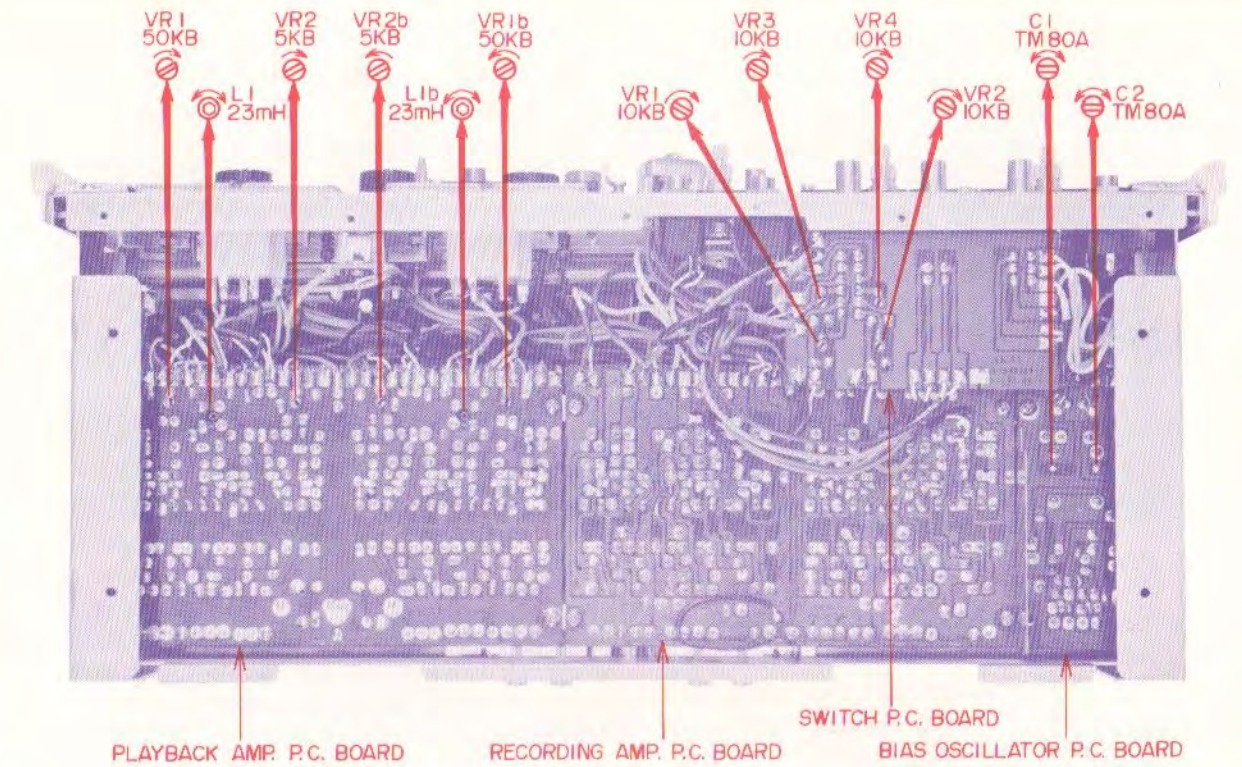 VR1 50KB
VR2 5KB
VR2b 5KB
VR1b 50KB
VR3 10KB
VR4 10KB
C1 TM80A
L1 23mH
L1b 23mH
VR1 10KB
VR2 10KB
C2 TM80A
SWITCH P.C. BOARD
PLAYBACK AMP. P.C. BOARD
RECORDING AMP. P.C. BOARD
BIAS OSCILLATOR P.C. BOARD